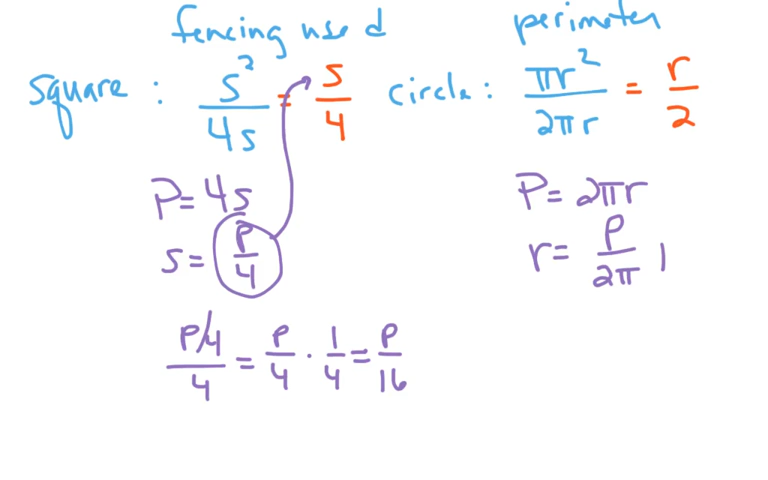 fencing used perimeter
square : s²/4s = s/4 circle : πr²/2πr = r/2
P = 4s P = 2πr
s = P/4 r = P/2π
P/4/4 = P/4 · 1/4 = P/16